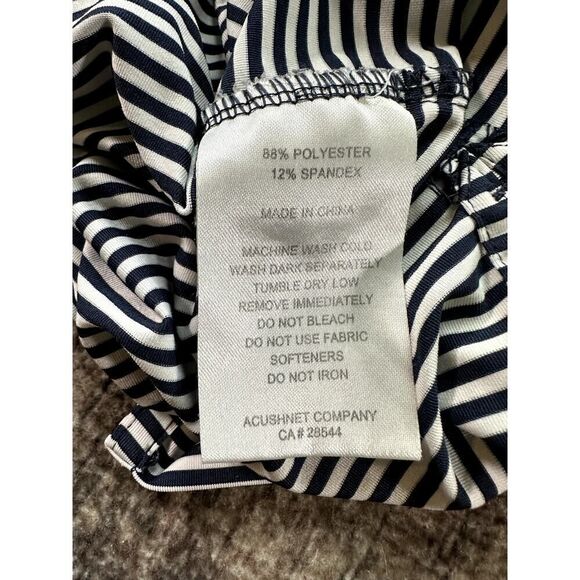 88% POLYESTER
12% SPANDEX
MADE IN CHINA
MACHINE WASH COLD
WASH DARK SEPARATELY
TUMBLE DRY LOW
REMOVE IMMEDIATELY
DO NOT BLEACH
DO NOT USE FABRIC
SOFTENERS
DO NOT IRON
ACUSHNET COMPANY
CA# 28544